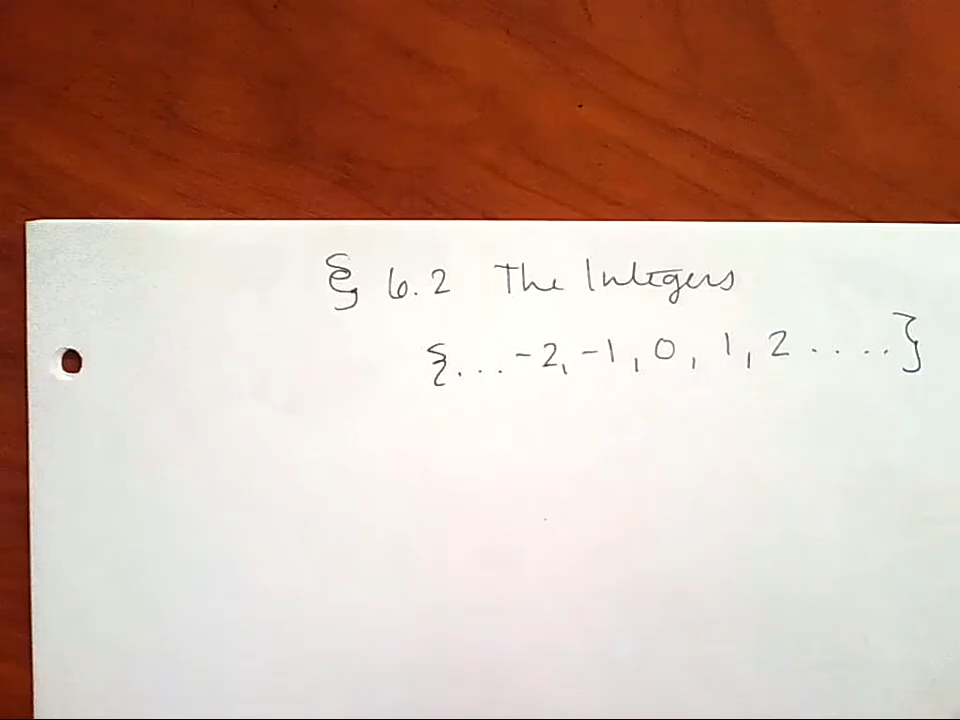 § 6.2 The Integers
{... -2, -1, 0, 1, 2 .....}